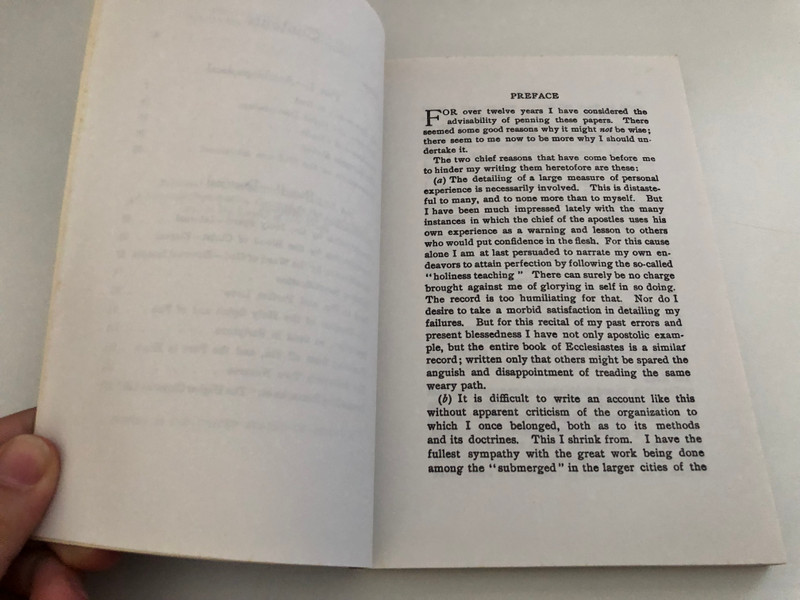 PREFACE
FOR over twelve years I have considered the
advisability of penning these papers. There
seemed some good reasons why it might not be wise;
there seem to me now to be more why I should un-
dertake it.
The two chief reasons that have come before me
to hinder my writing them heretofore are these:
(a) The detailing of a large measure of personal
experience is necessarily involved. This is distaste-
ful to many, and to none more than to myself. But
I have been much impressed lately with the many
instances in which the chief of the apostles uses his
own experience as a warning and lesson to others
who would put confidence in the flesh. For this cause
alone I am at last persuaded to narrate my own en-
deavors to attain perfection by following the so-called
"holiness teaching" There can surely be no charge
brought against me of glorying in self in so doing.
The record is too humiliating for that. Nor do I
desire to take a morbid satisfaction in detailing my
failures. But for this recital of my past errors and
present blessedness I have not only apostolic exam-
ple, but the entire book of Ecclesiastes is a similar
record; written only that others might be spared the
anguish and disappointment of treading the same
weary path.
(b) It is difficult to write an account like this
without apparent criticism of the organization to
which I once belonged, both as to its methods
and its doctrines. This I shrink from. I have the
fullest sympathy with the great work being done
among the "submerged" in the larger cities of the